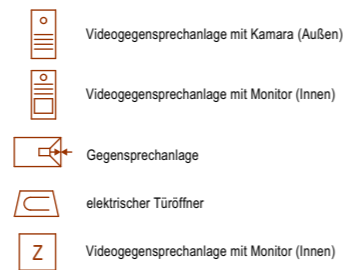 Videogegensprechanlage mit Kamara (Außen)
Videogegensprechanlage mit Monitor (Innen)
Gegensprechanlage
elektrischer Türöffner
Z Videogegensprechanlage mit Monitor (Innen)